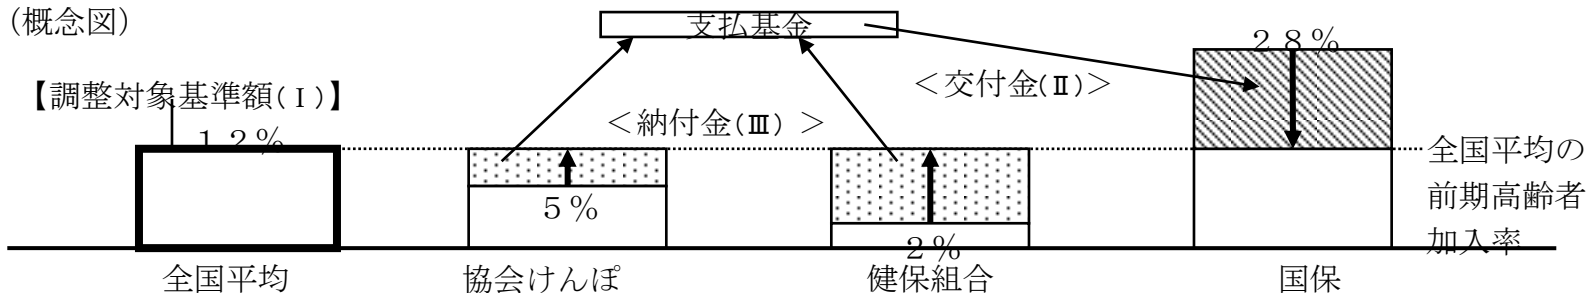 （概念図）
支払基金
２８％
【調整対象基準額（Ⅰ）】
＜交付金（Ⅱ）＞
１２％
＜納付金（Ⅲ）＞
全国平均の
前期高齢者
加入率
５％
２％
全国平均
協会けんぽ
健保組合
国保